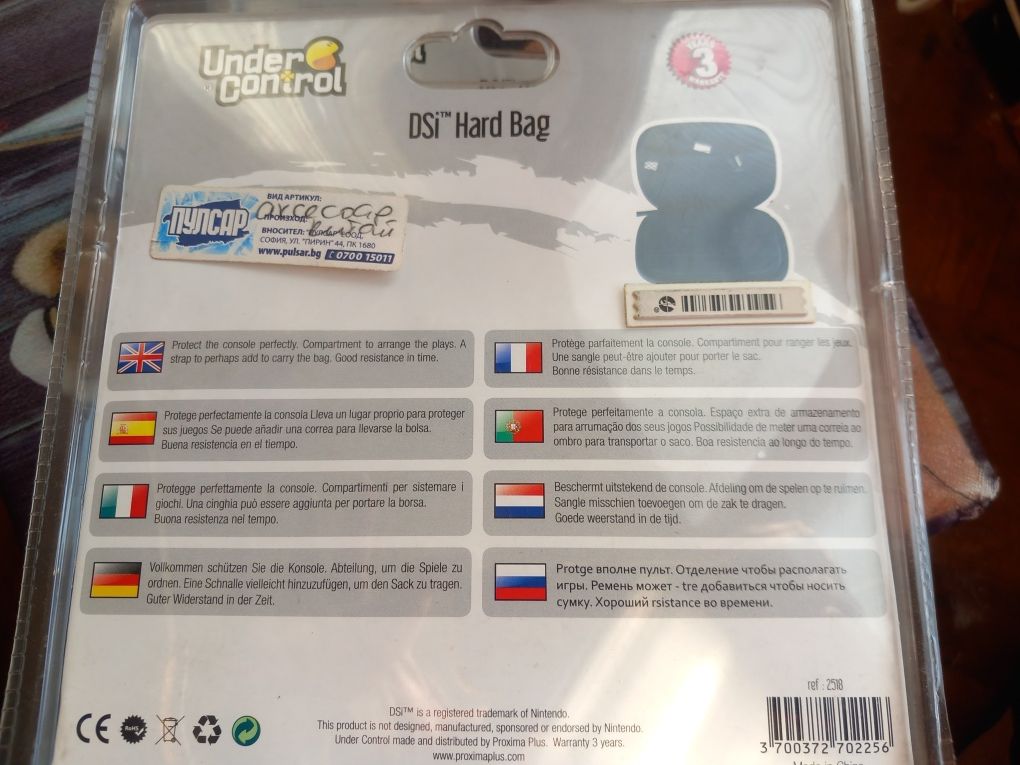 Under
Control
3
DSi™ Hard Bag
ПУЛСАР
ВИД АРТИКУЛ:
аксесоар
ПРОИЗХОД:
китай
ВНОСИТЕЛ: "ПУЛСАР" ООД,
СОФИЯ, УЛ. "ПИРИН" 44, ПК 1680
www.pulsar.bg 0700 15011
Protect the console perfectly. Compartment to arrange the plays. A
strap to perhaps add to carry the bag. Good resistance in time.
Protège parfaitement la console. Compartiment pour ranger les jeux.
Une sangle peut-être ajouter pour porter le sac.
Bonne résistance dans le temps.
Protege perfectamente la consola Lleva un lugar proprio para proteger
sus juegos Se puede añadir una correa para llevarse la bolsa.
Buena resistencia en el tiempo.
Protege perfeitamente a consola. Espaço extra de armazenamento
para arrumação dos seus jogos Possibilidade de meter uma correia ao
ombro para transportar o saco. Boa resistencia ao longo do tempo.
Protegge perfettamente la console. Compartimenti per sistemare i
giochi. Una cinghia può essere aggiunta per portare la borsa.
Buona resistenza nel tempo.
Beschermt uitstekend de console. Afdeling om de spelen op te ruimen.
Sangle misschien toevoegen om de zak te dragen.
Goede weerstand in de tijd.
Vollkommen schützen Sie die Konsole. Abteilung, um die Spiele zu
ordnen. Eine Schnalle vielleicht hinzuzufügen, um den Sack zu tragen.
Guter Widerstand in der Zeit.
Protge вполне пульт. Отделение чтобы располагать
игры. Ремень может - tre добавиться чтобы носить
сумку. Хороший rsistance во времени.
ref : 2518
CE
RoHS
DSi™ is a registered trademark of Nintendo.
This product is not designed, manufactured, sponsored or endorsed by Nintendo.
Under Control made and distributed by Proxima Plus. Warranty 3 years.
www.proximaplus.com
3 700372 702256
Made in China